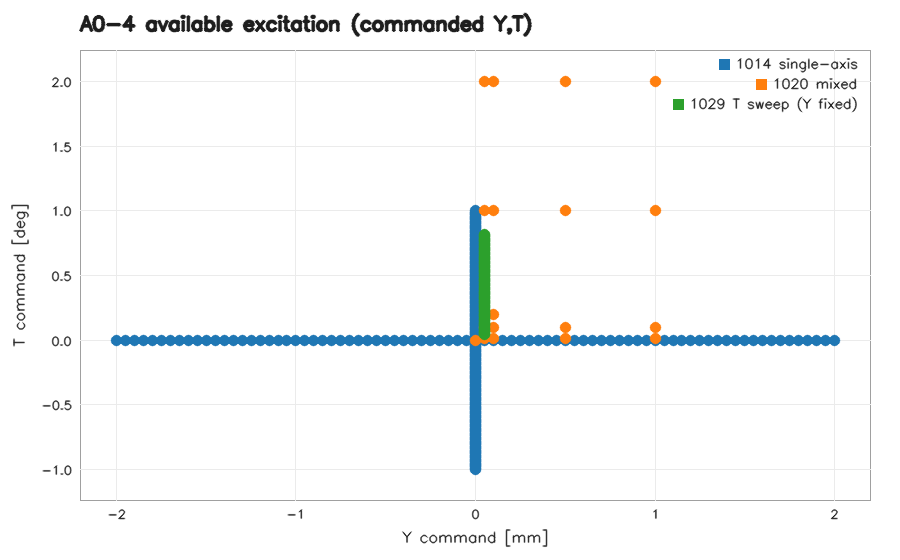 A0-4 available excitation (commanded Y,T)
1014 single-axis
1020 mixed
1029 T sweep (Y fixed)
2.0
1.5
1.0
0.5
0.0
-0.5
-1.0
T command [deg]
-2
-1
0
1
2
Y command [mm]